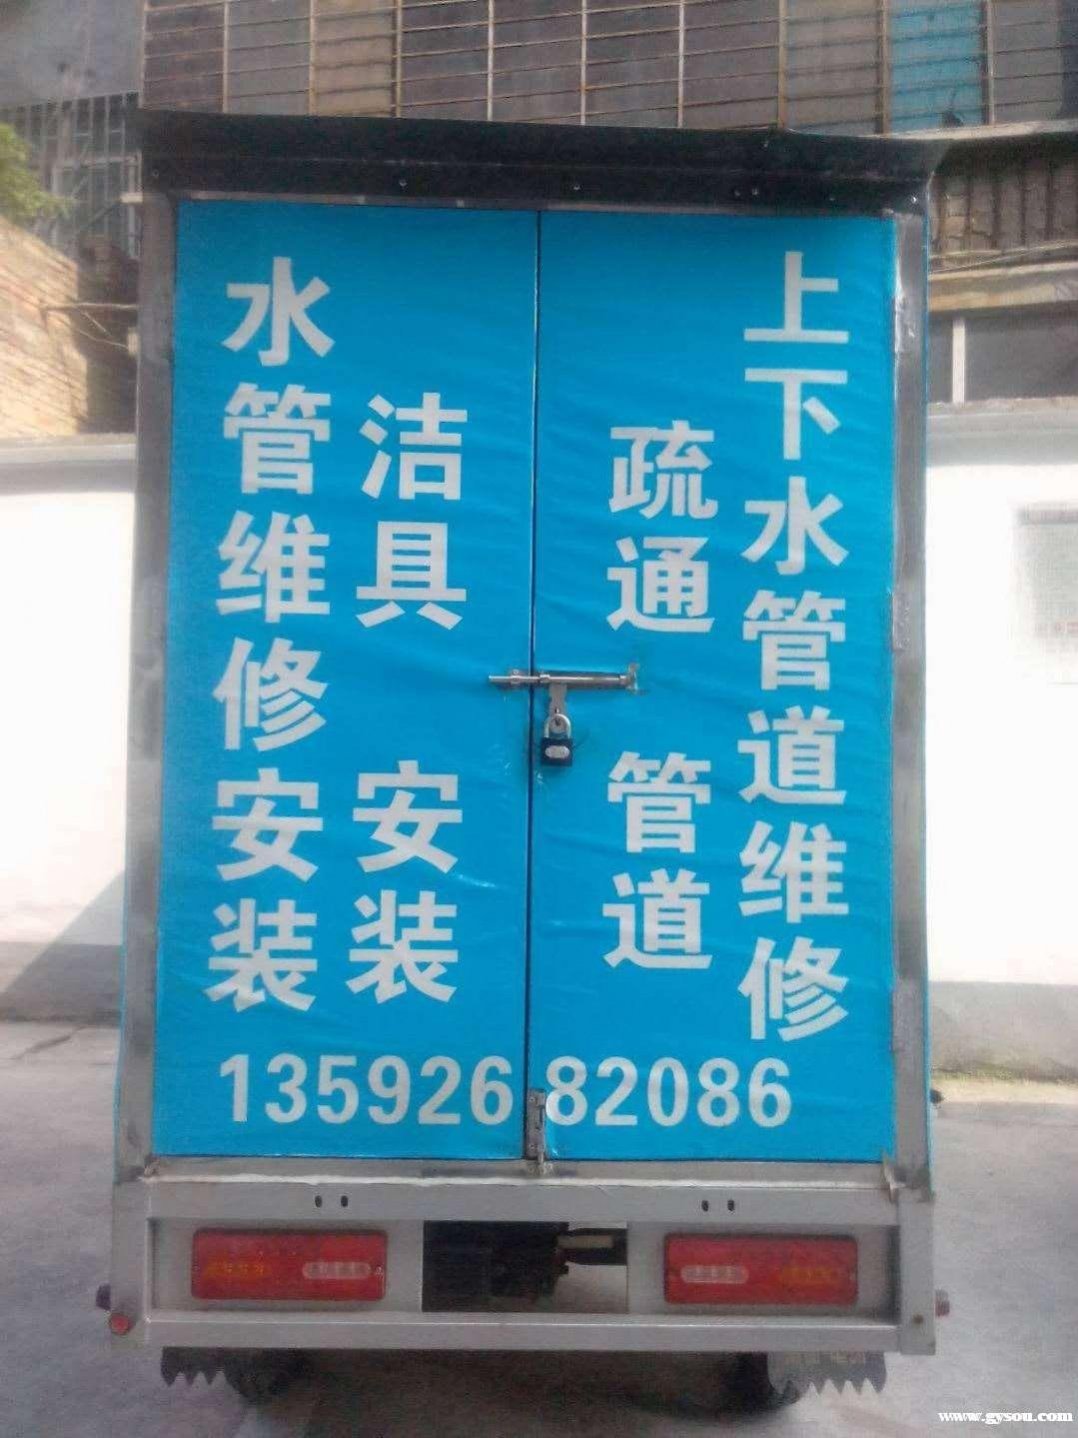 上下水管道维修
疏通 管道
洁具 安装
水管维修安装
13592682086
www.gysou.com